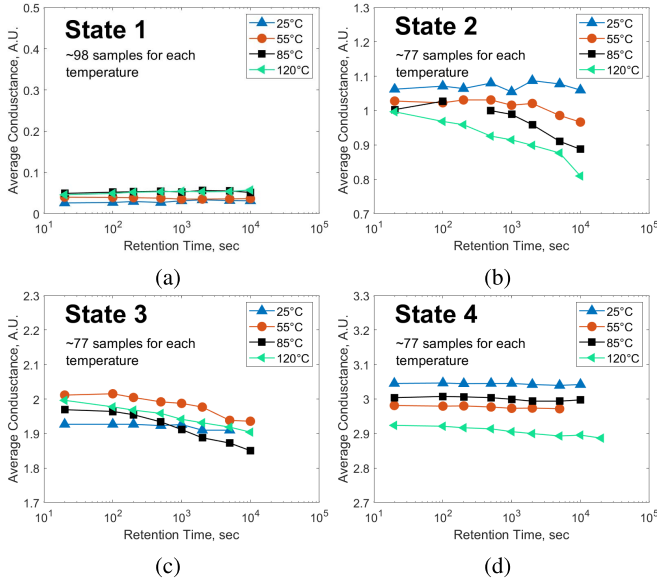 State 1
~98 samples for each
temperature
25°C
55°C
85°C
120°C
0.5
0.4
0.3
0.2
0.1
0
Average Condusctance, A.U.
10^1
10^2
10^3
10^4
10^5
Retention Time, sec
(a)
State 2
~77 samples for each
temperature
25°C
55°C
85°C
120°C
1.3
1.2
1.1
1
0.9
0.8
0.7
Average Condusctance, A.U.
10^1
10^2
10^3
10^4
10^5
Retention Time, sec
(b)
State 3
~77 samples for each
temperature
25°C
55°C
85°C
120°C
2.3
2.2
2.1
2
1.9
1.8
1.7
Average Condusctance, A.U.
10^1
10^2
10^3
10^4
10^5
Retention Time, sec
(c)
State 4
~77 samples for each
temperature
25°C
55°C
85°C
120°C
3.3
3.2
3.1
3
2.9
2.8
2.7
Average Condusctance, A.U.
10^1
10^2
10^3
10^4
10^5
Retention Time, sec
(d)